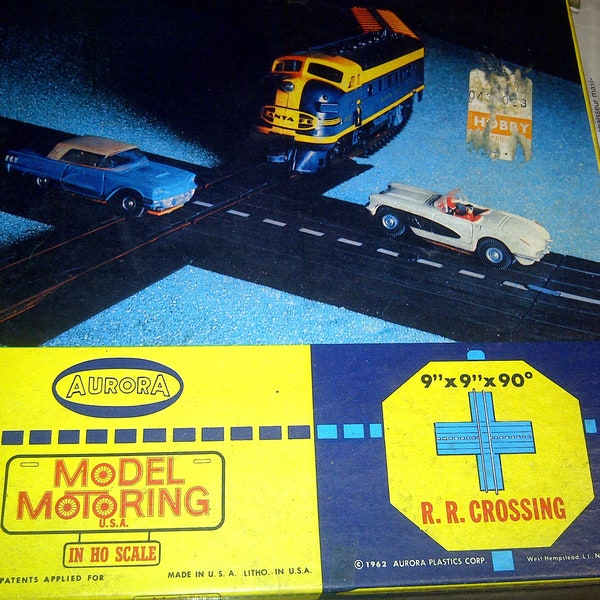 SANTA FE
HOBBY
AURORA
MODEL
MOTORING
U.S.A.
IN HO SCALE
PATENTS APPLIED FOR
MADE IN U. S. A. LITHO. IN U.S.A.
9"x9"x90°
R. R. CROSSING
© 1962 AURORA PLASTICS CORP.
West Hempstead, L.I., N